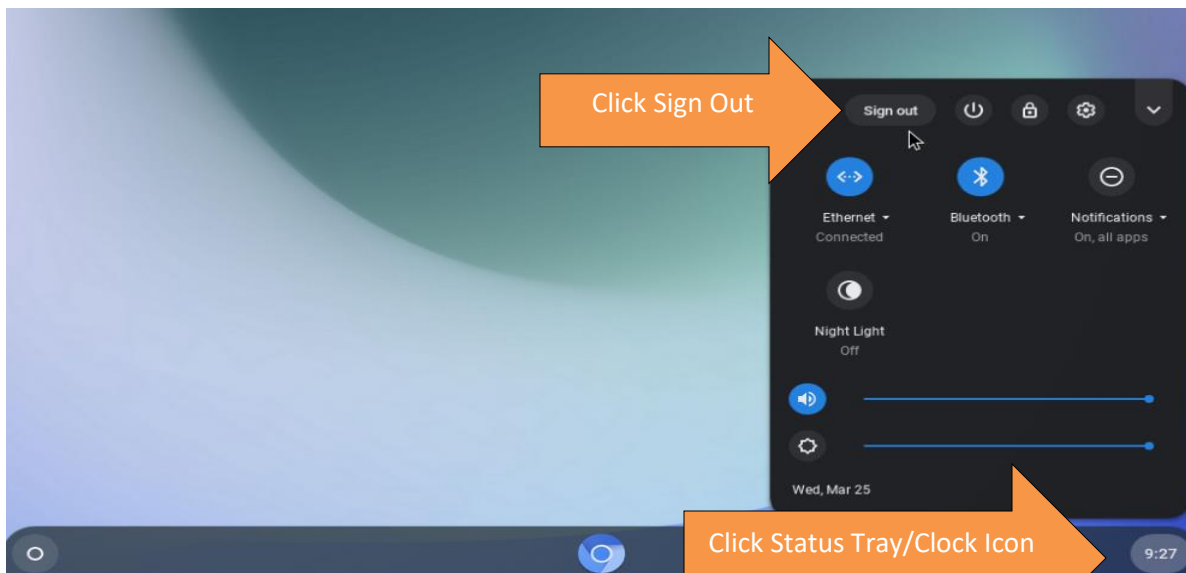 Click Sign Out
Sign out
Ethernet
Bluetooth
Notifications
Connected
On
On, all apps
Night Light
Off
Wed, Mar 25
Click Status Tray/Clock Icon
9:27